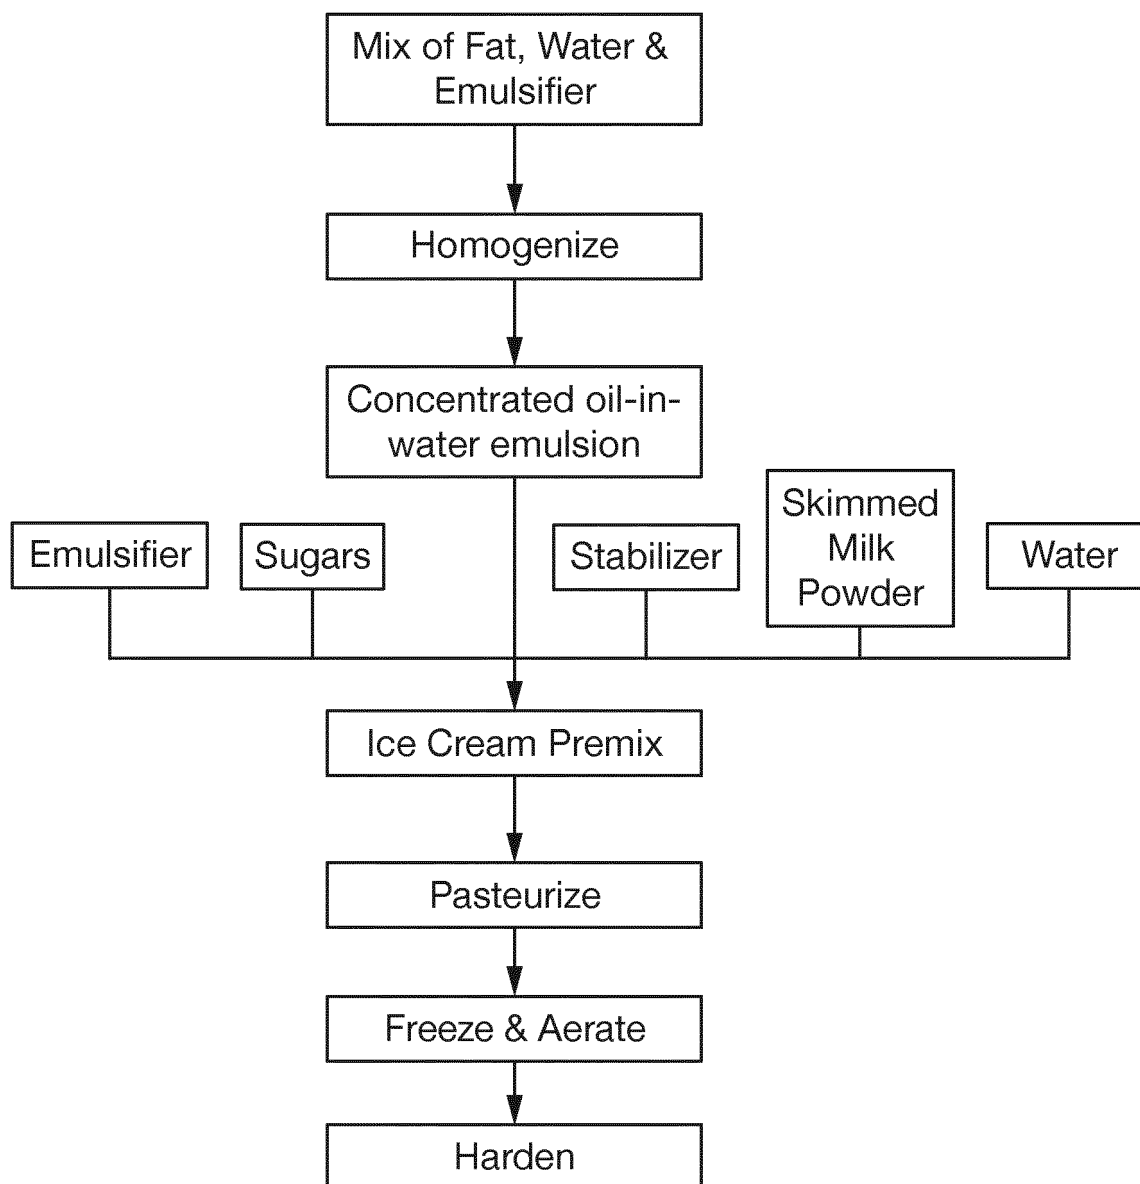 Mix of Fat, Water &
Emulsifier
Homogenize
Concentrated oil-in-
water emulsion
Emulsifier
Sugars
Stabilizer
Skimmed
Milk
Powder
Water
Ice Cream Premix
Pasteurize
Freeze & Aerate
Harden